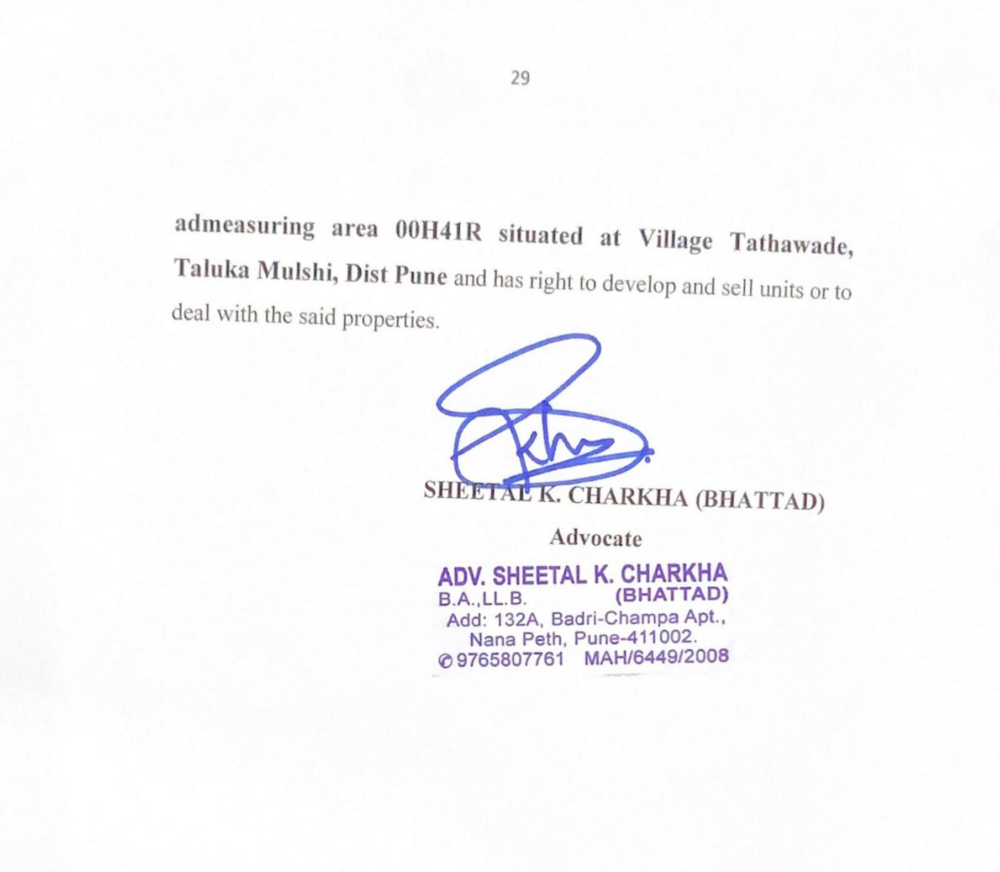 29
admeasuring area 00H41R situated at Village Tathawade,
Taluka Mulshi, Dist Pune and has right to develop and sell units or to
deal with the said properties.
SHEETAL K. CHARKHA (BHATTAD)
Advocate
ADV. SHEETAL K. CHARKHA
B.A.,LL.B. (BHATTAD)
Add: 132A, Badri-Champa Apt.,
Nana Peth, Pune-411002.
✆9765807761 MAH/6449/2008